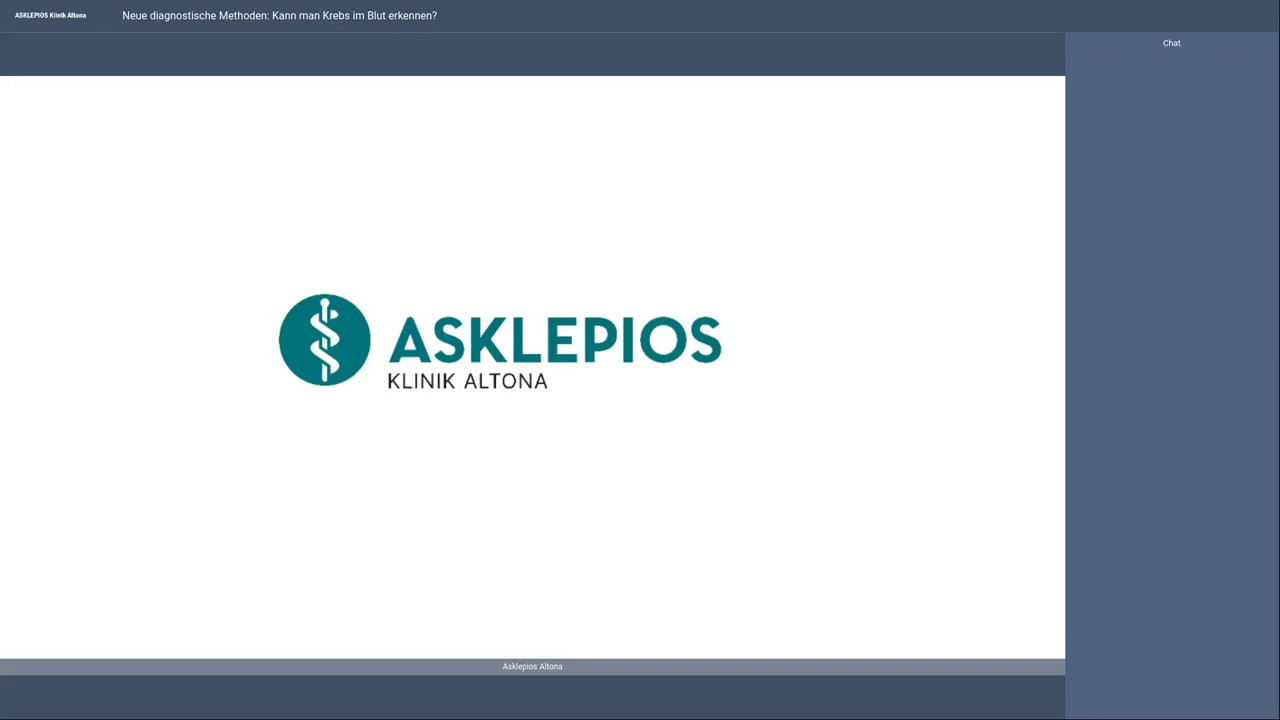 ASKLEPIOS Klinik Altona
Neue diagnostische Methoden: Kann man Krebs im Blut erkennen?
Chat
ASKLEPIOS
KLINIK ALTONA
Asklepios Altona